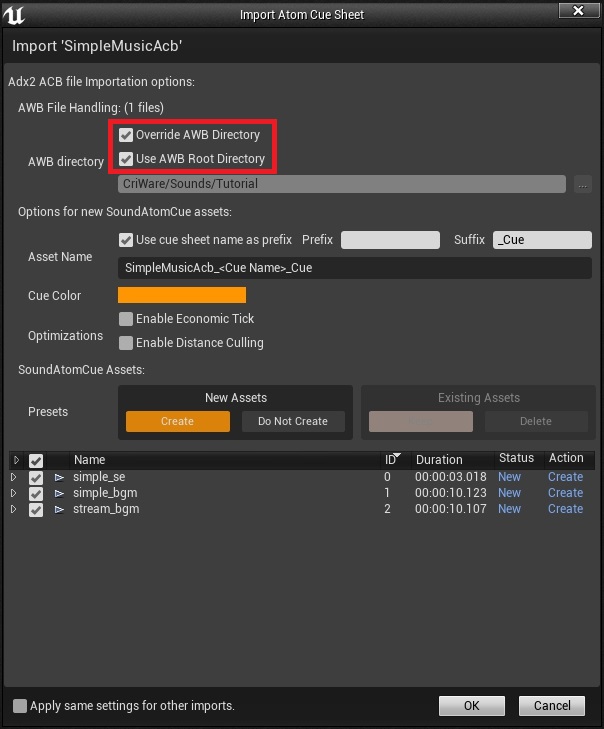 Import Atom Cue Sheet
Import 'SimpleMusicAcb'
Adx2 ACB file Importation options:
AWB File Handling: (1 files)
Override AWB Directory
AWB directory
Use AWB Root Directory
CriWare/Sounds/Tutorial ...
Options for new SoundAtomCue assets:
Use cue sheet name as prefix Prefix Suffix _Cue
Asset Name
SimpleMusicAcb_<Cue Name>_Cue
Cue Color
Enable Economic Tick
Optimizations
Enable Distance Culling
SoundAtomCue Assets:
New Assets Existing Assets
Presets
Create Do Not Create Delete
Name ID Duration Status Action
simple_se 0 00:00:03.018 New Create
simple_bgm 1 00:00:10.123 New Create
stream_bgm 2 00:00:10.107 New Create
Apply same settings for other imports. OK Cancel